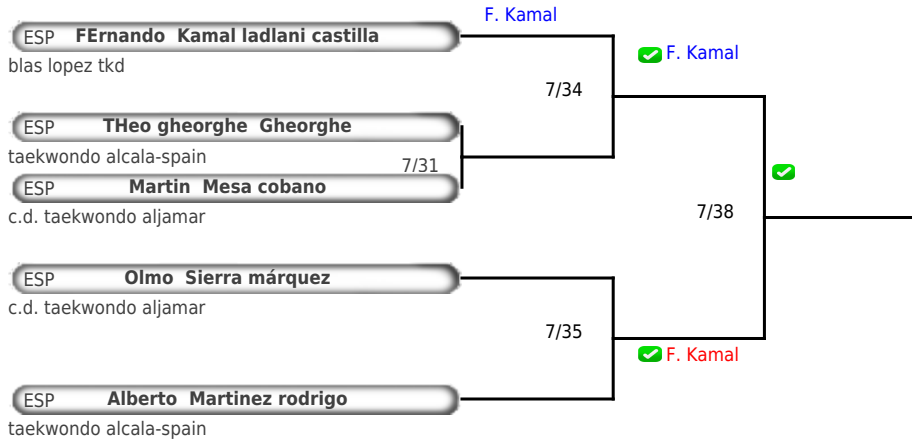 F. Kamal
ESP FErnando Kamal ladlani castilla
blas lopez tkd
F. Kamal
7/34
ESP THeo gheorghe Gheorghe
taekwondo alcala-spain
7/31
ESP Martin Mesa cobano
c.d. taekwondo aljamar
7/38
ESP Olmo Sierra márquez
c.d. taekwondo aljamar
7/35
F. Kamal
ESP Alberto Martinez rodrigo
taekwondo alcala-spain